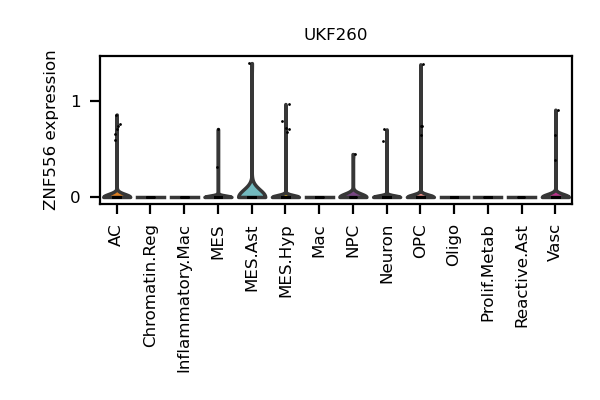 UKF260
ZNF556 expression
1
0
AC
Chromatin.Reg
Inflammatory.Mac
MES
MES.Ast
MES.Hyp
Mac
NPC
Neuron
OPC
Oligo
Prolif.Metab
Reactive.Ast
Vasc